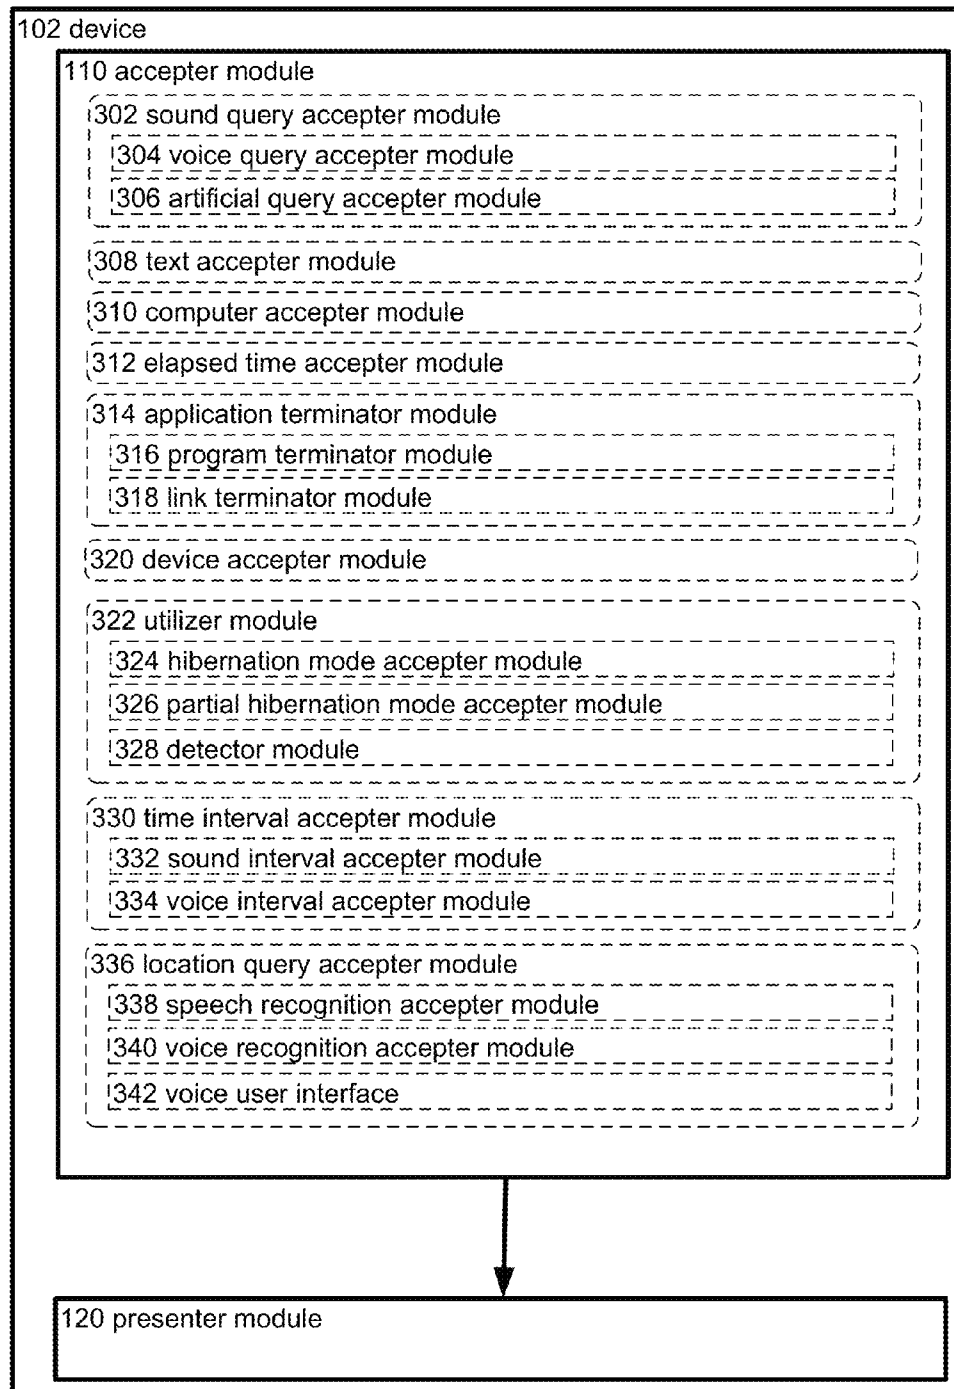 102 device
110 accepter module
302 sound query accepter module
304 voice query accepter module
306 artificial query accepter module
308 text accepter module
310 computer accepter module
312 elapsed time accepter module
314 application terminator module
316 program terminator module
318 link terminator module
320 device accepter module
322 utilizer module
324 hibernation mode accepter module
326 partial hibernation mode accepter module
328 detector module
330 time interval accepter module
332 sound interval accepter module
334 voice interval accepter module
336 location query accepter module
338 speech recognition accepter module
340 voice recognition accepter module
342 voice user interface
120 presenter module